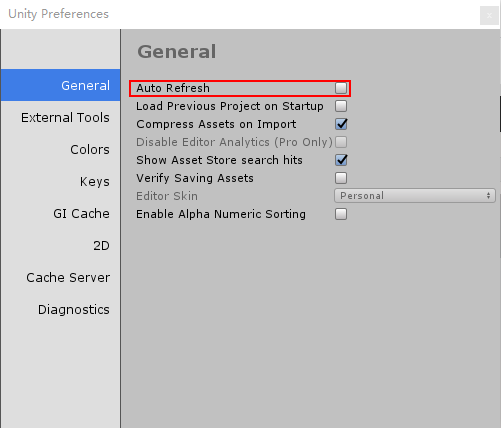 Unity Preferences
General
External Tools
Colors
Keys
GI Cache
2D
Cache Server
Diagnostics
General
Auto Refresh
Load Previous Project on Startup
Compress Assets on Import
Disable Editor Analytics (Pro Only)
Show Asset Store search hits
Verify Saving Assets
Editor Skin Personal
Enable Alpha Numeric Sorting